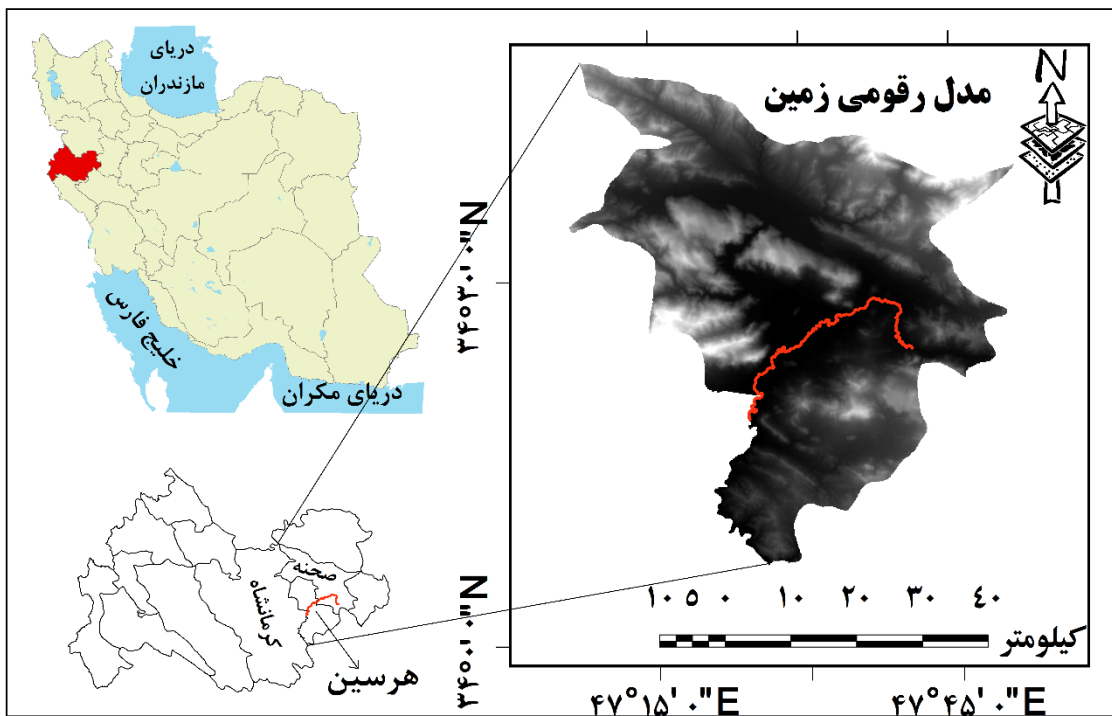 دریای
مازندران
خلیج فارس
دریای مکران
مدل رقومی زمین
N
۳۴°۳۰'۰"N
۳۴°۰'۰"N
صحنه
کرمانشاه
هرسین
۱۰ ۵ ۰ ۱۰ ۲۰ ۳۰ ۴۰
کیلومتر
۴۷°۱۵'۰"E
۴۷°۴۵'۰"E